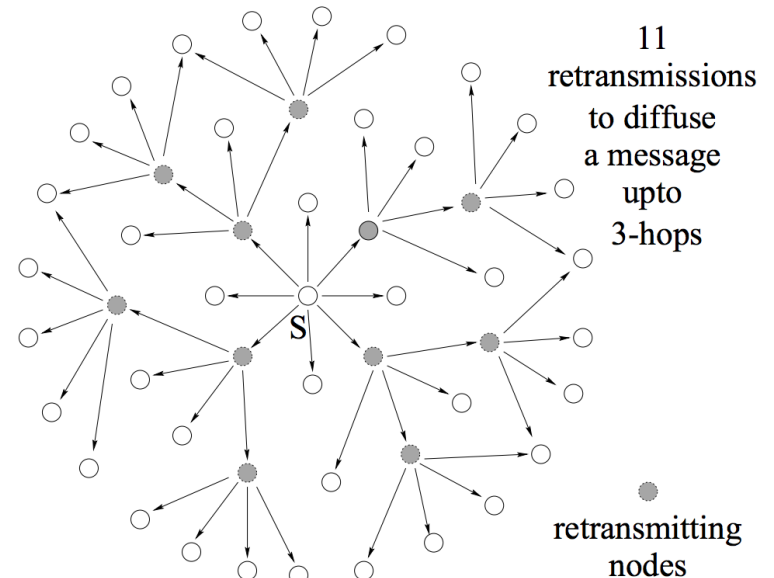 11
retransmissions
to diffuse
a message
upto
3-hops
S
retransmitting
nodes